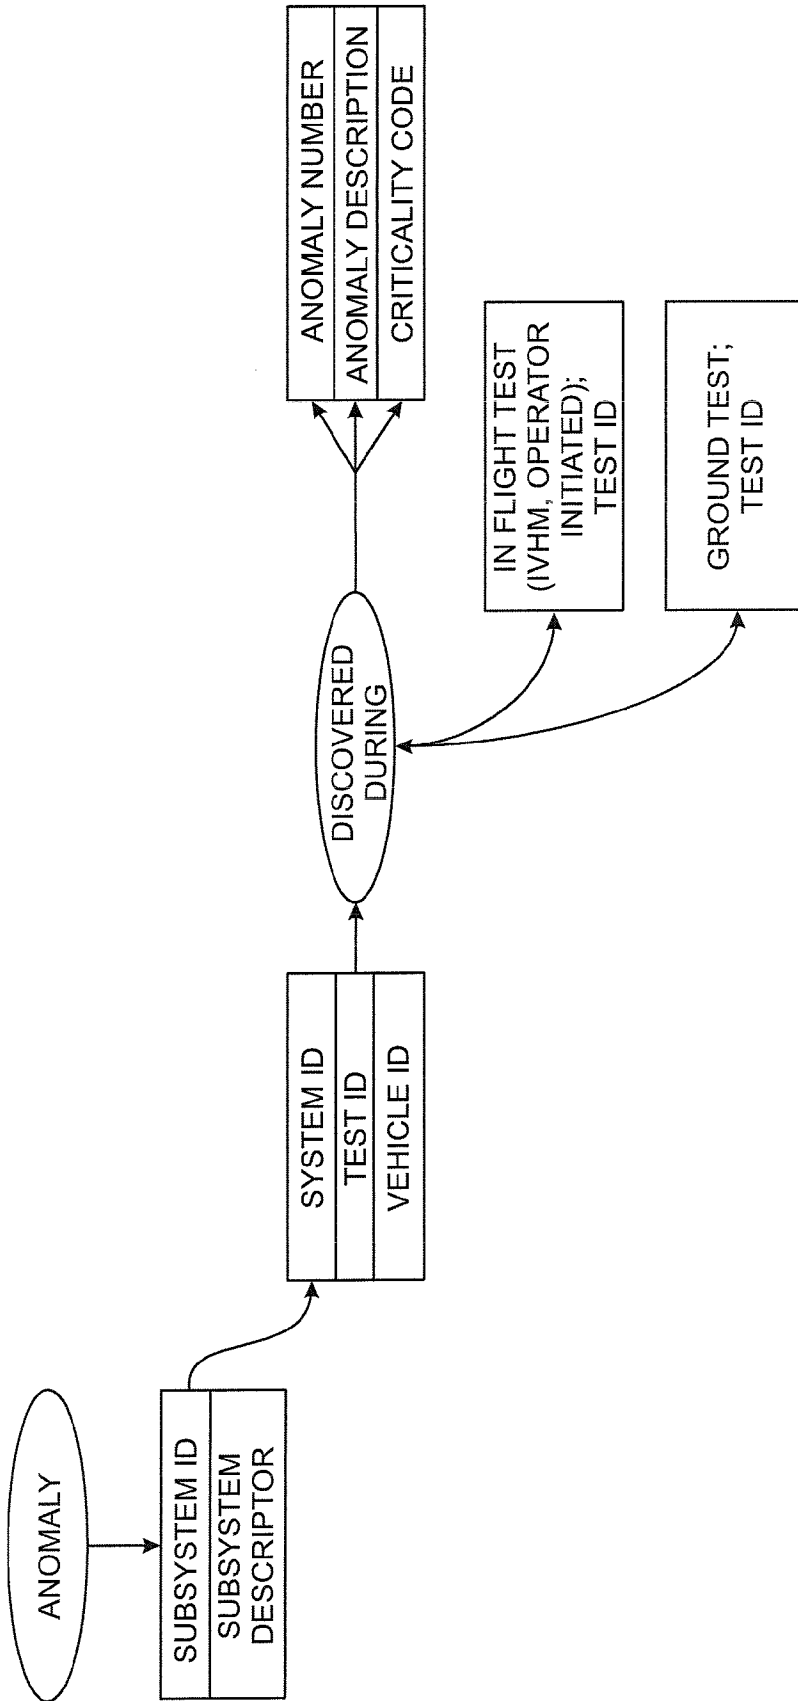 ANOMALY
SUBSYSTEM ID
SUBSYSTEM
DESCRIPTOR
SYSTEM ID
TEST ID
VEHICLE ID
DISCOVERED
DURING
ANOMALY NUMBER
ANOMALY DESCRIPTION
CRITICALITY CODE
IN FLIGHT TEST
(IVHM, OPERATOR
INITIATED);
TEST ID
GROUND TEST;
TEST ID